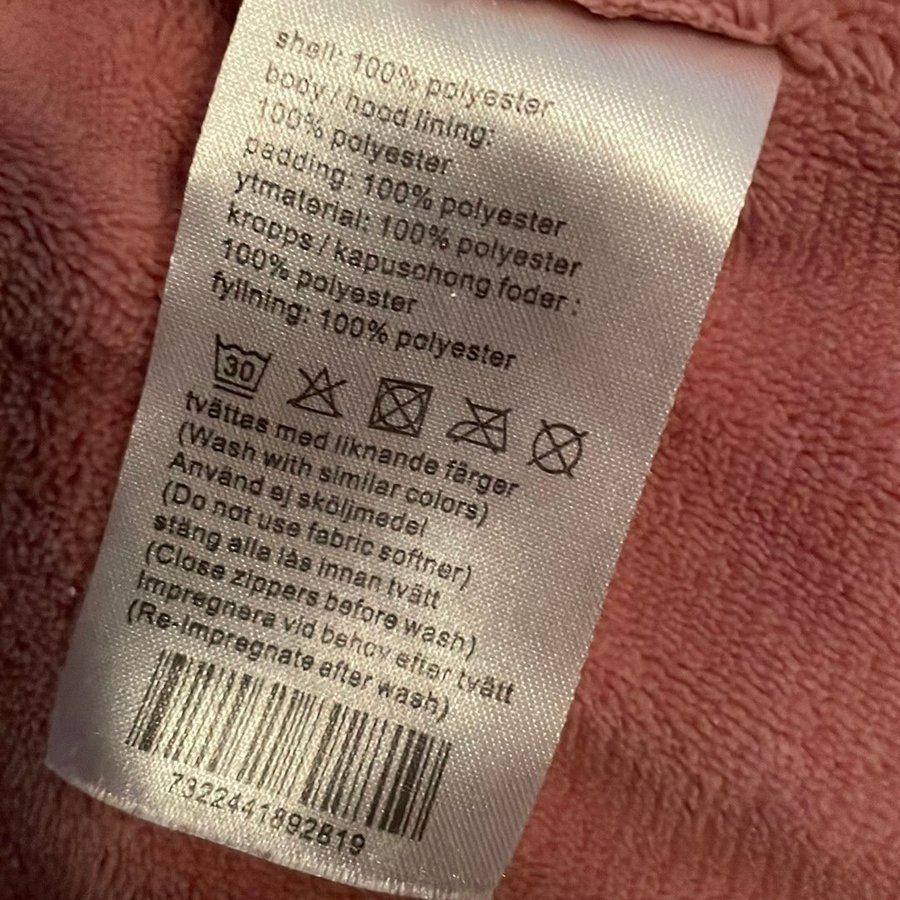 shell: 100% polyester
body / hood lining:
100% polyester
padding: 100% polyester
ytmaterial: 100% polyester
kropps / kapuschong foder :
100% polyester
fyllning: 100% polyester
30
tvättas med liknande färger
(Wash with similar colors)
Använd ej sköljmedel
(Do not use fabric softner)
stäng alla lås innan tvätt
(Close zippers before wash)
Impregnera vid behov efter tvätt
(Re-Impregnate after wash)
7322441892819